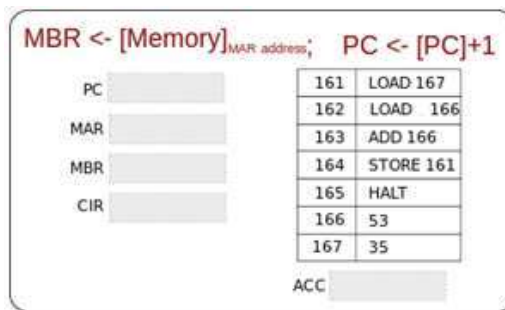 MBR <- [Memory]MAR address; PC <- [PC]+1
PC
MAR
MBR
CIR
161 LOAD 167
162 LOAD 166
163 ADD 166
164 STORE 161
165 HALT
166 53
167 35
ACC